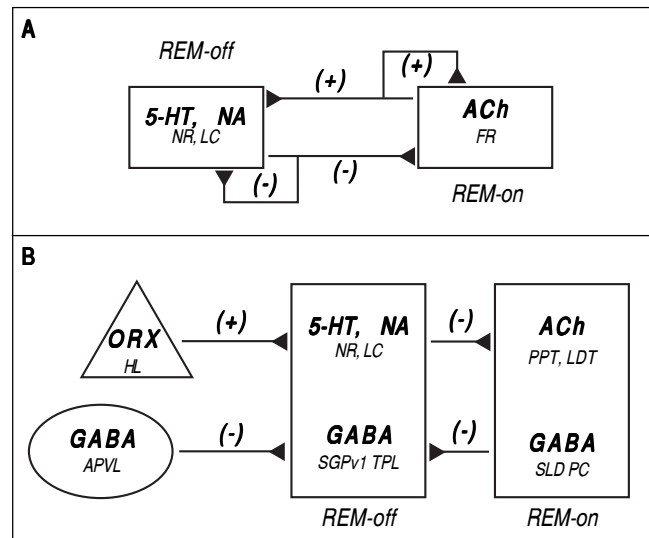 A
REM-off
(+)
(+)
5-HT, NA
NR, LC
ACh
FR
(-)
(-)
REM-on
B
ORX
HL
(+)
5-HT, NA
NR, LC
(-)
ACh
PPT, LDT
GABA
APVL
(-)
GABA
SGPv1 TPL
(-)
GABA
SLD PC
REM-off
REM-on